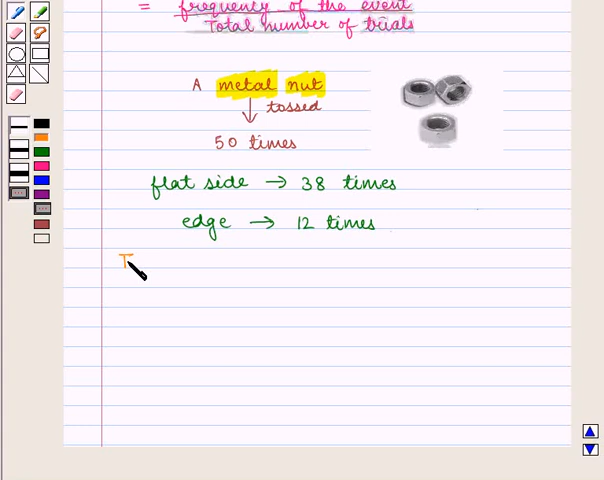 = frequency of the event
Total number of trials
A metal nut
tossed
50 times
flat side → 38 times
edge → 12 times
T